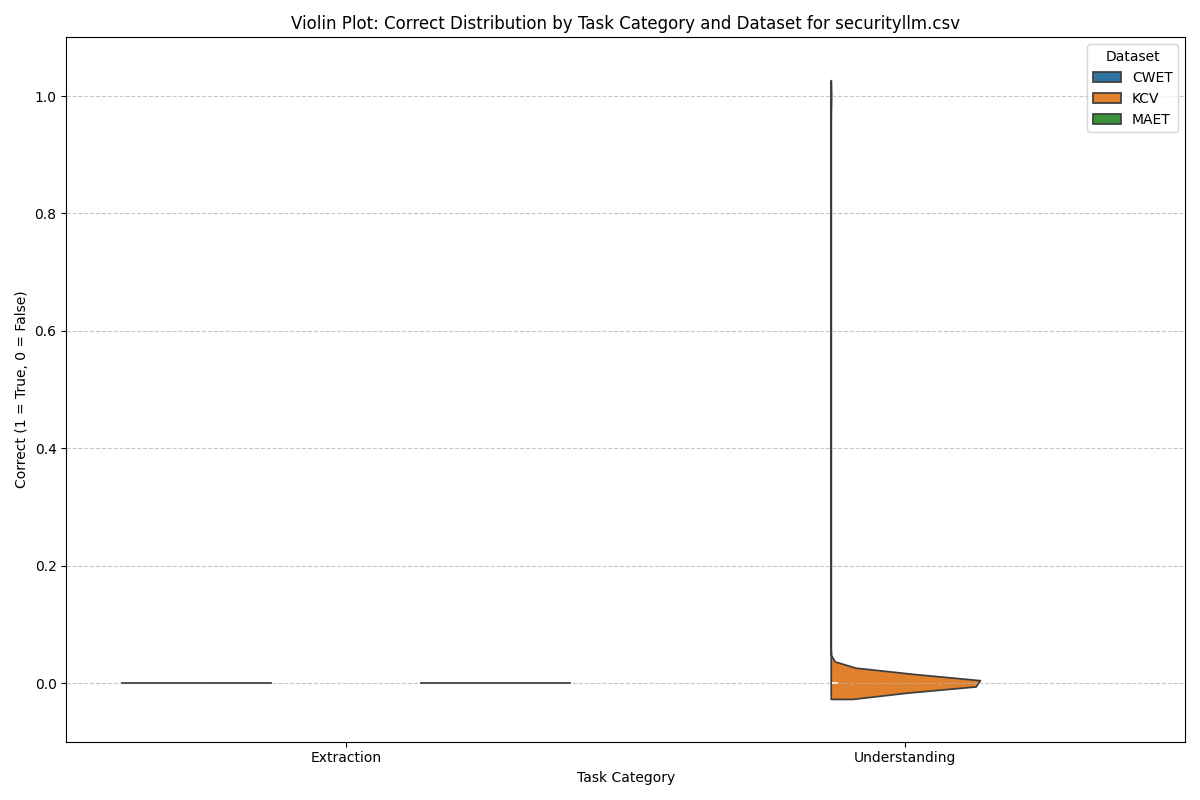 Violin Plot: Correct Distribution by Task Category and Dataset for securityllm.csv
Dataset
CWET
KCV
MAET
Correct (1 = True, 0 = False)
1.0
0.8
0.6
0.4
0.2
0.0
Extraction
Understanding
Task Category